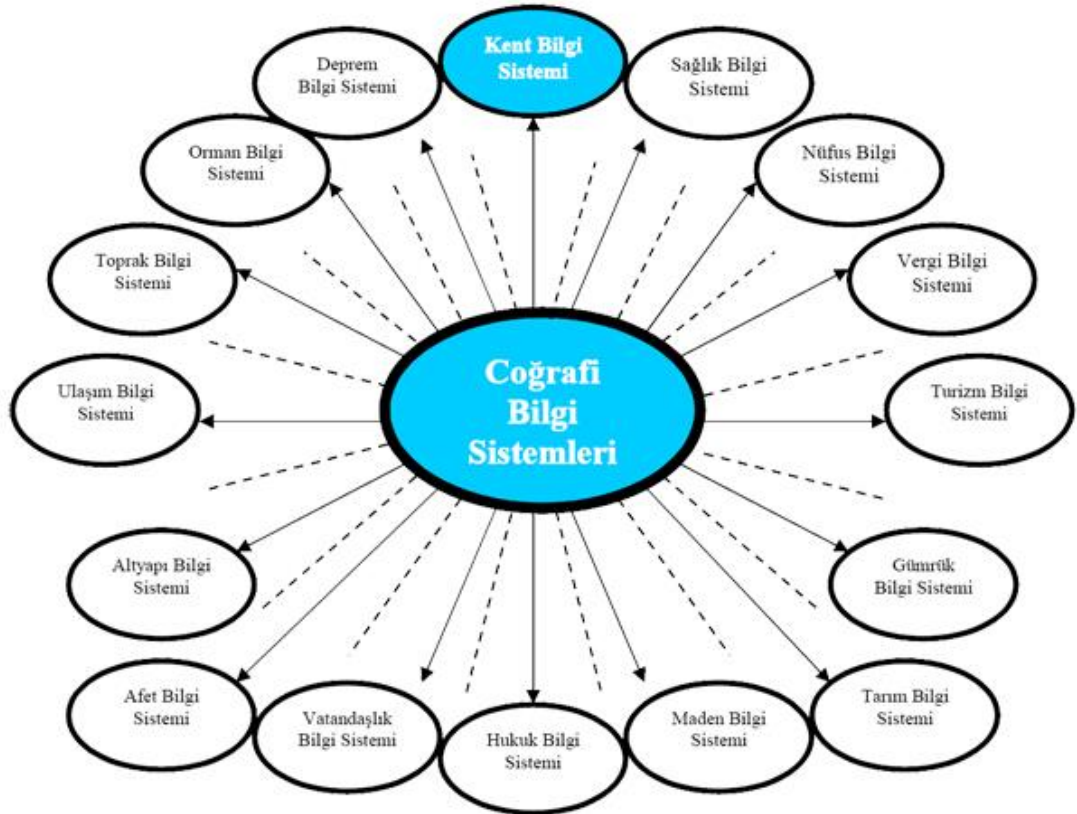 Kent Bilgi
Sistemi
Deprem
Bilgi Sistemi
Sağlık Bilgi
Sistemi
Orman Bilgi
Sistemi
Nüfus Bilgi
Sistemi
Toprak Bilgi
Sistemi
Vergi Bilgi
Sistemi
Coğrafi
Bilgi
Sistemleri
Ulaşım Bilgi
Sistemi
Turizm Bilgi
Sistemi
Altyapı Bilgi
Sistemi
Gümrük
Bilgi Sistemi
Afet Bilgi
Sistemi
Vatandaşlık
Bilgi Sistemi
Hukuk Bilgi
Sistemi
Maden Bilgi
Sistemi
Tarım Bilgi
Sistemi